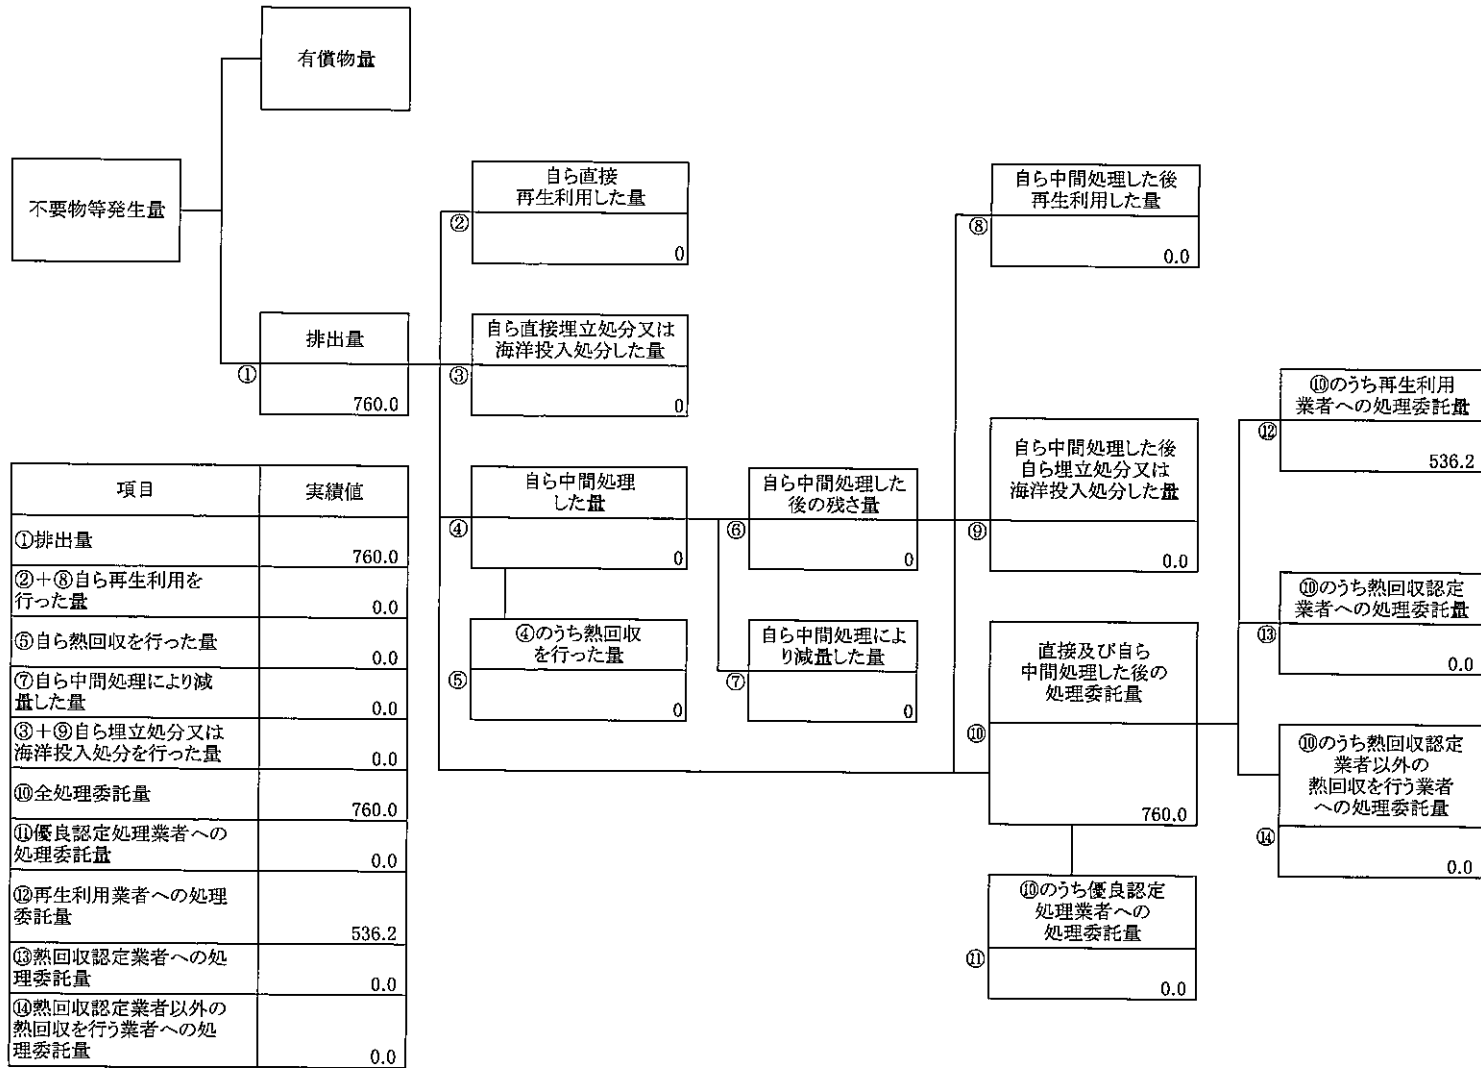 有償物量
不要物等発生量
排出量
①
760.0
自ら直接
再生利用した量
②
0
自ら直接埋立処分又は
海洋投入処分した量
③
0
自ら中間処理
した量
④
0
④のうち熱回収
を行った量
⑤
0
自ら中間処理した
後の残さ量
⑥
0
自ら中間処理によ
り減量した量
⑦
0
自ら中間処理した後
再生利用した量
⑧
0.0
自ら中間処理した後
自ら埋立処分又は
海洋投入処分した量
⑨
0.0
直接及び自ら
中間処理した後の
処理委託量
⑩
760.0
⑩のうち優良認定
処理業者への
処理委託量
⑪
0.0
⑩のうち再生利用
業者への処理委託量
⑫
536.2
⑩のうち熱回収認定
業者への処理委託量
⑬
0.0
⑩のうち熱回収認定
業者以外の
熱回収を行う業者
への処理委託量
⑭
0.0
項目 実績値
①排出量
760.0
②+⑧自ら再生利用を
行った量
0.0
⑤自ら熱回収を行った量
0.0
⑦自ら中間処理により減
量した量
0.0
③+⑨自ら埋立処分又は
海洋投入処分を行った量
0.0
⑩全処理委託量
760.0
⑪優良認定処理業者への
処理委託量
0.0
⑫再生利用業者への処理
委託量
536.2
⑬熱回収認定業者への処
理委託量
0.0
⑭熱回収認定業者以外の
熱回収を行う業者への処
理委託量
0.0